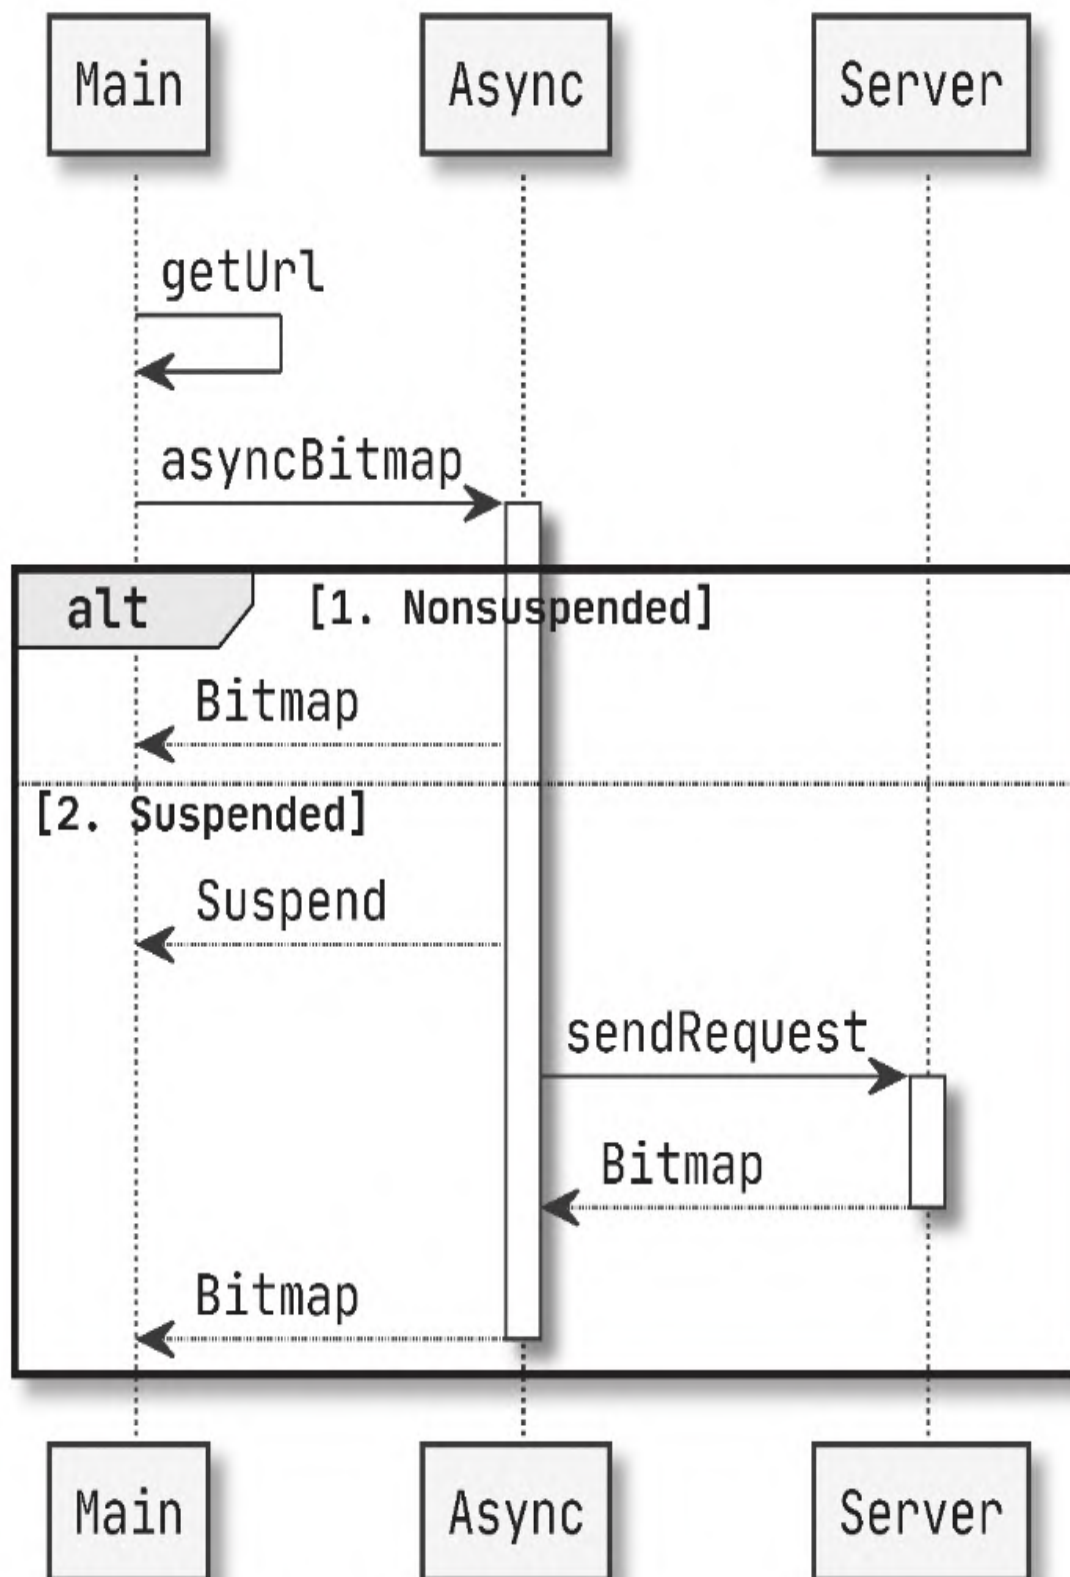 Main Async Server
getUrl
asyncBitmap
alt [1. Nonsuspended]
Bitmap
[2. Suspended]
Suspend
sendRequest
Bitmap
Bitmap
Main Async Server